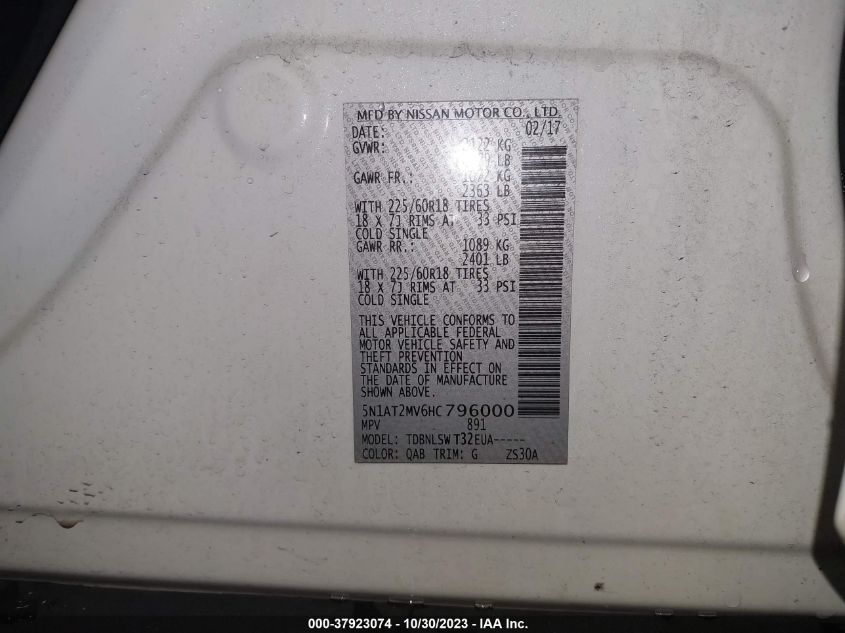 MFD BY NISSAN MOTOR CO., LTD.
DATE: 02/17
GVWR: KG
LB
GAWR FR.: KG
2363 LB
WITH 225/60R18 TIRES
18 X 7J RIMS AT 33 PSI
COLD SINGLE
GAWR RR.: 1089 KG
2401 LB
WITH 225/60R18 TIRES
18 X 7J RIMS AT 33 PSI
COLD SINGLE
THIS VEHICLE CONFORMS TO
ALL APPLICABLE FEDERAL
MOTOR VEHICLE SAFETY AND
THEFT PREVENTION
STANDARDS IN EFFECT ON
THE DATE OF MANUFACTURE
SHOWN ABOVE.
5N1AT2MV6HC796000
MPV 891
MODEL: TDBNLSW T32EUA-----
COLOR: QAB TRIM: G ZS30A
000-37923074 - 10/30/2023 - IAA Inc.